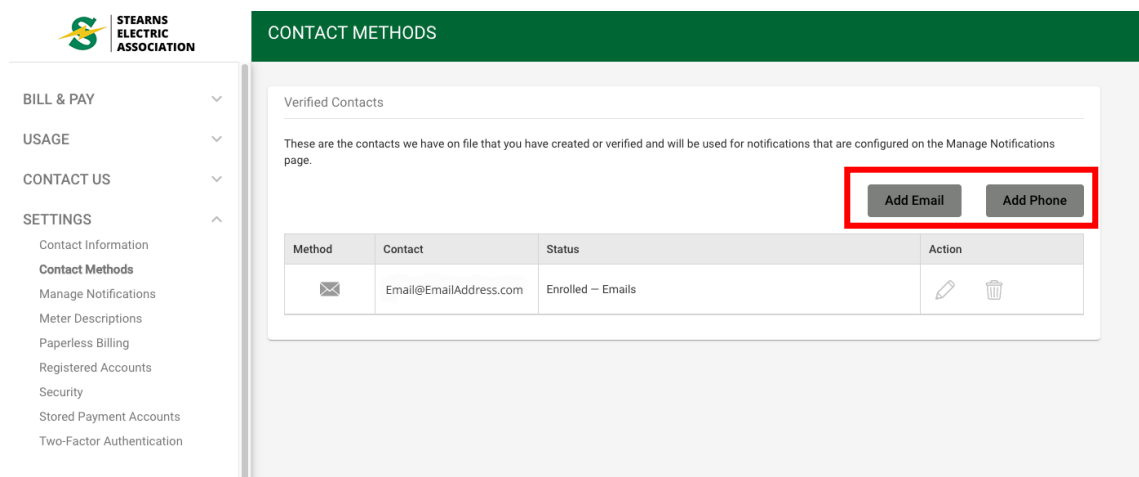 STEARNS
ELECTRIC
ASSOCIATION
CONTACT METHODS
BILL & PAY
USAGE
CONTACT US
SETTINGS
Contact Information
Contact Methods
Manage Notifications
Meter Descriptions
Paperless Billing
Registered Accounts
Security
Stored Payment Accounts
Two-Factor Authentication
Verified Contacts
These are the contacts we have on file that you have created or verified and will be used for notifications that are configured on the Manage Notifications
page.
Add Email Add Phone
Method Contact Status Action
Email@EmailAddress.com Enrolled — Emails